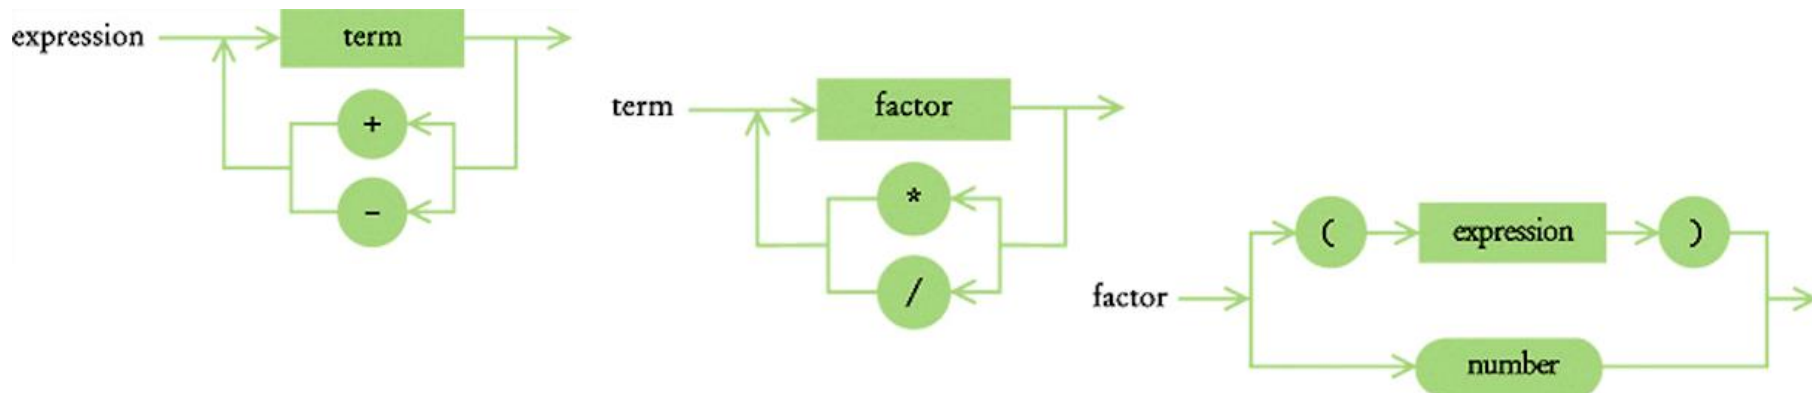 expression term
+
-
term factor
*
/
factor ( expression )
number